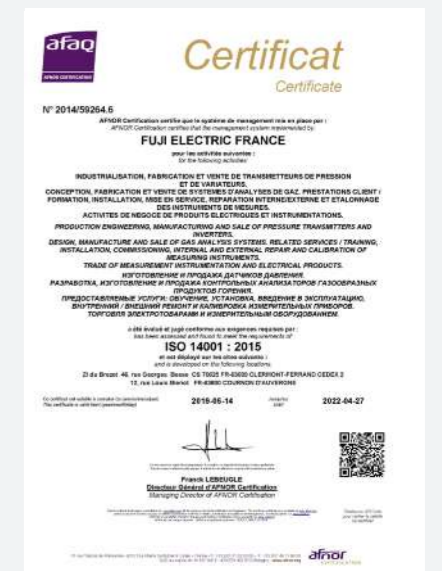 afaq
AFNOR CERTIFICATION
Certificat
Certificate
N° 2014/59264.6
AFNOR Certification certifie que le système de management mis en place par :
AFNOR Certification certifies that the management system implemented by:
FUJI ELECTRIC FRANCE
pour les activités suivantes :
for the following activities:
INDUSTRIALISATION, FABRICATION ET VENTE DE TRANSMETTEURS DE PRESSION
ET DE VARIATEURS.
CONCEPTION, FABRICATION ET VENTE DE SYSTEMES D'ANALYSES DE GAZ. PRESTATIONS CLIENT :
FORMATION, INSTALLATION, MISE EN SERVICE, REPARATION INTERNE/EXTERNE ET ETALONNAGE
DES INSTRUMENTS DE MESURES.
ACTIVITES DE NEGOCE DE PRODUITS ELECTRIQUES ET INSTRUMENTATIONS.
PRODUCTION ENGINEERING, MANUFACTURING AND SALE OF PRESSURE TRANSMITTERS AND
INVERTERS.
DESIGN, MANUFACTURE AND SALE OF GAS ANALYSIS SYSTEMS. RELATED SERVICES : TRAINING,
INSTALLATION, COMMISSIONING, INTERNAL AND EXTERNAL REPAIR AND CALIBRATION OF
MEASURING INSTRUMENTS.
TRADE OF MEASUREMENT INSTRUMENTATION AND ELECTRICAL PRODUCTS.
ИЗГОТОВЛЕНИЕ И ПРОДАЖА ДАТЧИКОВ ДАВЛЕНИЯ.
РАЗРАБОТКА, ИЗГОТОВЛЕНИЕ И ПРОДАЖА КОНТРОЛЬНЫХ АНАЛИЗАТОРОВ ГАЗООБРАЗНЫХ
ПРОДУКТОВ ГОРЕНИЯ.
ПРЕДОСТАВЛЯЕМЫЕ УСЛУГИ: ОБУЧЕНИЕ, УСТАНОВКА, ВВЕДЕНИЕ В ЭКСПЛУАТАЦИЮ,
ВНУТРЕННИЙ / ВНЕШНИЙ РЕМОНТ И КАЛИБРОВКА ИЗМЕРИТЕЛЬНЫХ ПРИБОРОВ.
ТОРГОВЛЯ ЭЛЕКТРОТОВАРАМИ И ИЗМЕРИТЕЛЬНЫМ ОБОРУДОВАНИЕМ.
a été évalué et jugé conforme aux exigences requises par :
has been assessed and found to meet the requirements of:
ISO 14001 : 2015
et est déployé sur les sites suivants :
and is developed on the following locations:
ZI du Brezet 46, rue Georges Besse CS 70025 FR-63039 CLERMONT-FERRAND CEDEX 2
12, rue Louis Bleriot FR-63800 COURNON D'AUVERGNE
2019-05-14
2022-04-27
Franck LEBEUGLE
Directeur Général d'AFNOR Certification
Managing Director of AFNOR Certification
afnor
CERTIFICATION